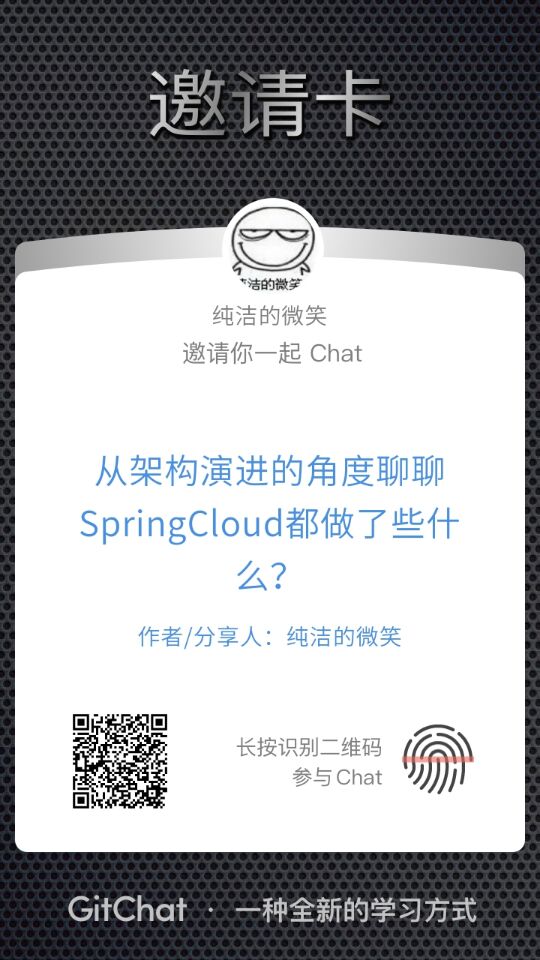 邀请卡
纯洁的微笑
纯洁的微笑
邀请你一起 Chat
从架构演进的角度聊聊
SpringCloud都做了些什
么？
作者/分享人：纯洁的微笑
长按识别二维码
参与 Chat
GitChat · 一种全新的学习方式